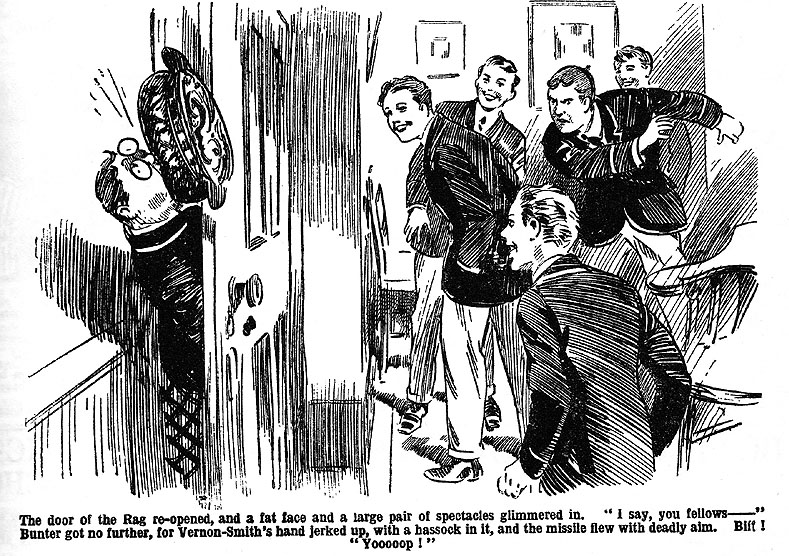 The door of the Rag re-opened, and a fat face and a large pair of spectacles glimmered in. "I say, you fellows——"
Bunter got no further, for Vernon-Smith's hand jerked up, with a hassock in it, and the missile flew with deadly aim. Biff!
"Yooooop!"